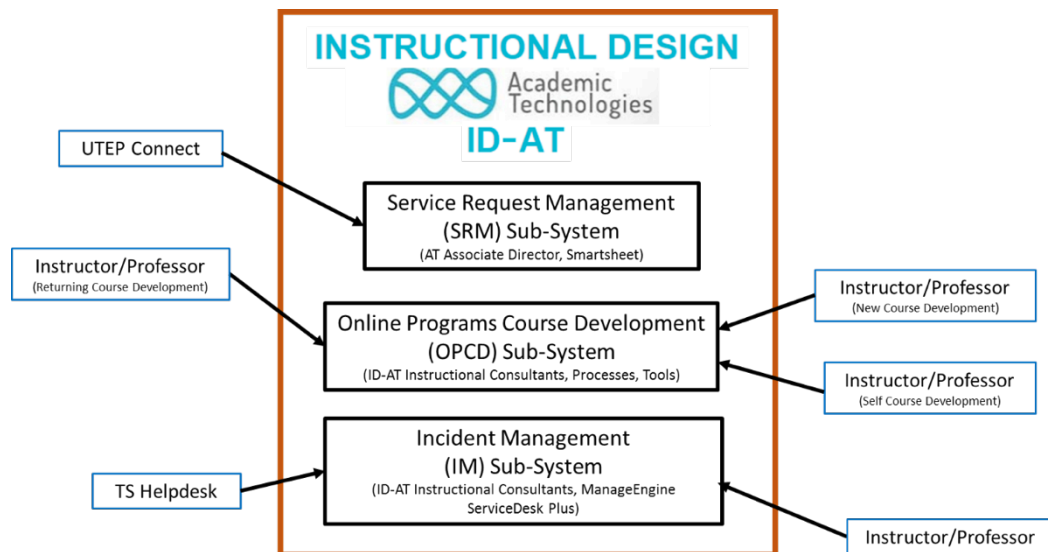 INSTRUCTIONAL DESIGN
Academic
Technologies
ID-AT
UTEP Connect
Service Request Management
(SRM) Sub-System
(AT Associate Director, Smartsheet)
Instructor/Professor
(Returning Course Development)
Online Programs Course Development
(OPCD) Sub-System
(ID-AT Instructional Consultants, Processes, Tools)
Instructor/Professor
(New Course Development)
Instructor/Professor
(Self Course Development)
Incident Management
(IM) Sub-System
(ID-AT Instructional Consultants, ManageEngine
ServiceDesk Plus)
TS Helpdesk
Instructor/Professor